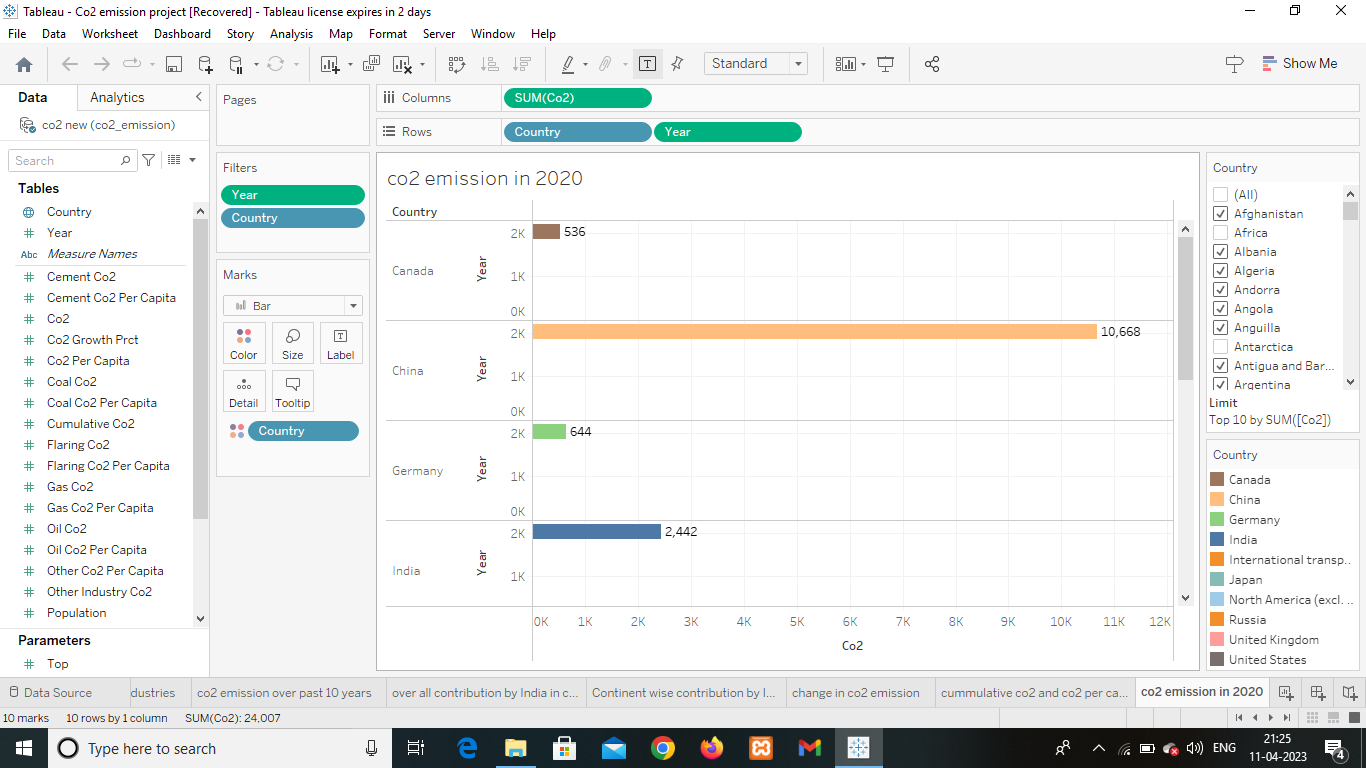 Tableau - Co2 emission project [Recovered] - Tableau license expires in 2 days
File Data Worksheet Dashboard Story Analysis Map Format Server Window Help
Standard
Show Me
Data Analytics
co2 new (co2_emission)
Search
Tables
Country
Year
Abc Measure Names
Cement Co2
Cement Co2 Per Capita
Co2
Co2 Growth Prct
Co2 Per Capita
Coal Co2
Coal Co2 Per Capita
Cumulative Co2
Flaring Co2
Flaring Co2 Per Capita
Gas Co2
Gas Co2 Per Capita
Oil Co2
Oil Co2 Per Capita
Other Co2 Per Capita
Other Industry Co2
Population
Parameters
Top
Pages
Filters
Year
Country
Marks
Bar
Color Size Label
Detail Tooltip
Country
Columns SUM(Co2)
Rows Country Year
co2 emission in 2020
Country
Canada Year 2K 1K 0K 536
China Year 2K 1K 0K 10,668
Germany Year 2K 1K 0K 644
India Year 2K 1K 2,442
0K 1K 2K 3K 4K 5K 6K 7K 8K 9K 10K 11K 12K
Co2
Country
(All)
Afghanistan
Africa
Albania
Algeria
Andorra
Angola
Anguilla
Antarctica
Antigua and Bar...
Argentina
Limit
Top 10 by SUM([Co2])
Country
Canada
China
Germany
India
International transp..
Japan
North America (excl. ..
Russia
United Kingdom
United States
Data Source dustries co2 emission over past 10 years over all contribution by India in c... Continent wise contribution by I... change in co2 emission cummulative co2 and co2 per ca... co2 emission in 2020
10 marks 10 rows by 1 column SUM(Co2): 24,007
Type here to search
ENG
21:25
11-04-2023
4